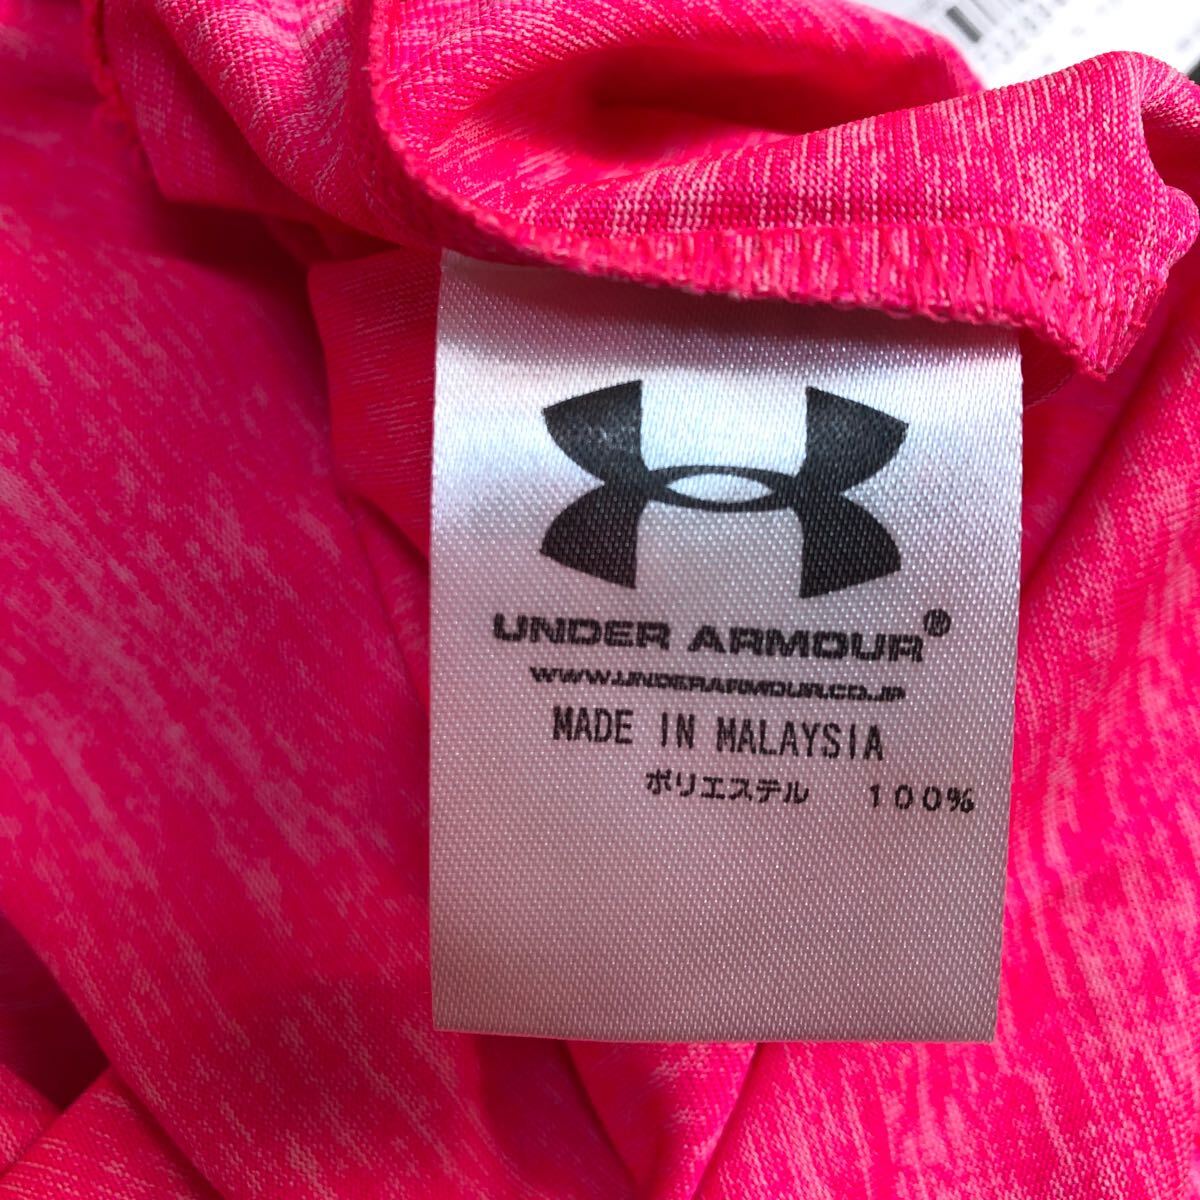 UNDER ARMOUR®
WWW.UNDERARMOUR.CO.JP
MADE IN MALAYSIA
ポリエステル 100%